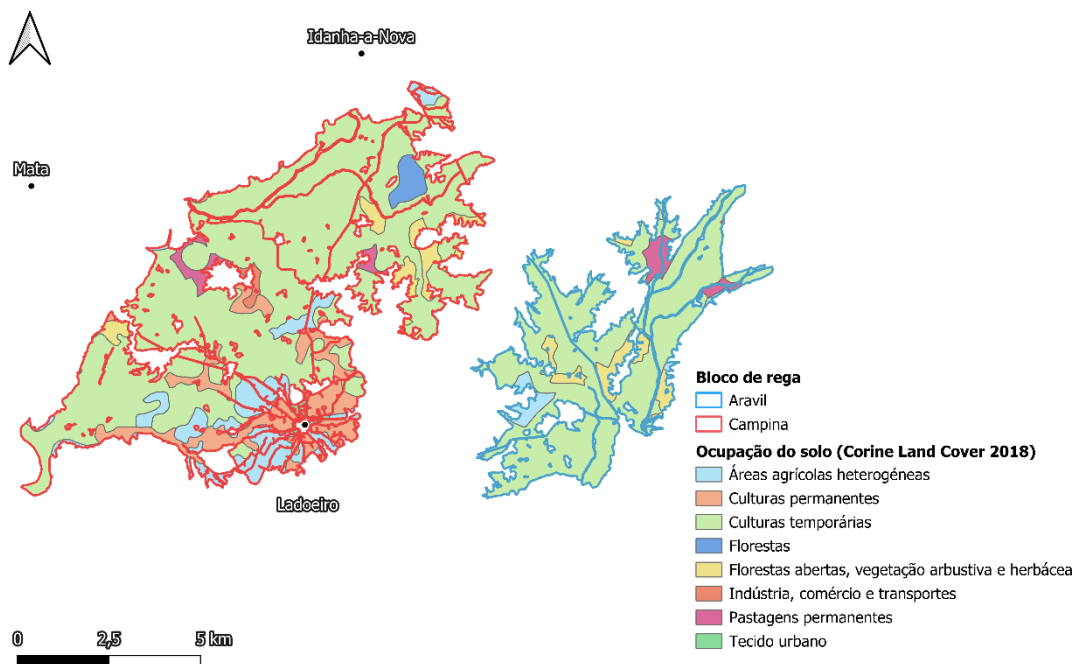 Idanha-a-Nova
Mata
Ladoeiro
Bloco de rega
Aravil
Campina
Ocupação do solo (Corine Land Cover 2018)
Áreas agrícolas heterogéneas
Culturas permanentes
Culturas temporárias
Florestas
Florestas abertas, vegetação arbustiva e herbácea
Indústria, comércio e transportes
Pastagens permanentes
Tecido urbano
0 2,5 5 km